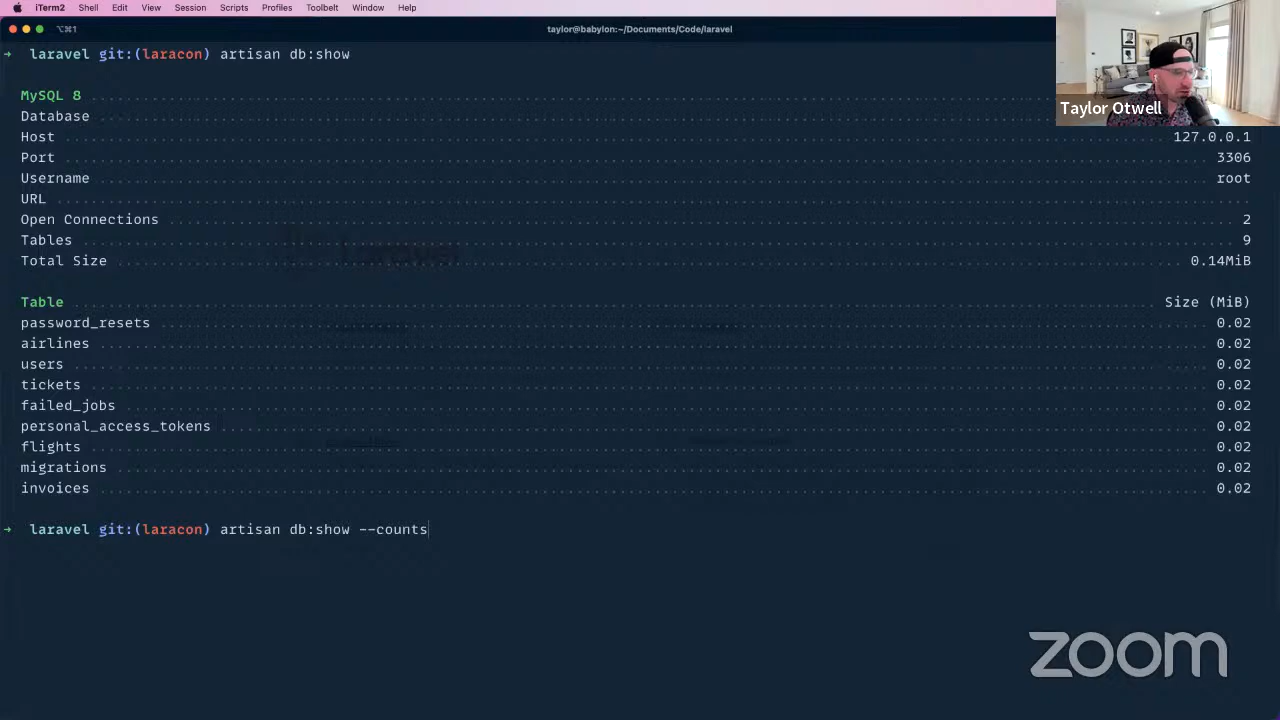 iTerm2 Shell Edit View Session Scripts Profiles Toolbelt Window Help
⌥⌘1 taylor@babylon:~/Documents/Code/laravel
→ laravel git:(laracon) artisan db:show
MySQL 8
Database
Taylor Otwell
Host 127.0.0.1
Port 3306
Username root
URL
Open Connections 2
Tables 9
Total Size 0.14MiB
Table Size (MiB)
password_resets 0.02
airlines 0.02
users 0.02
tickets 0.02
failed_jobs 0.02
personal_access_tokens 0.02
flights 0.02
migrations 0.02
invoices 0.02
→ laravel git:(laracon) artisan db:show --counts
zoom